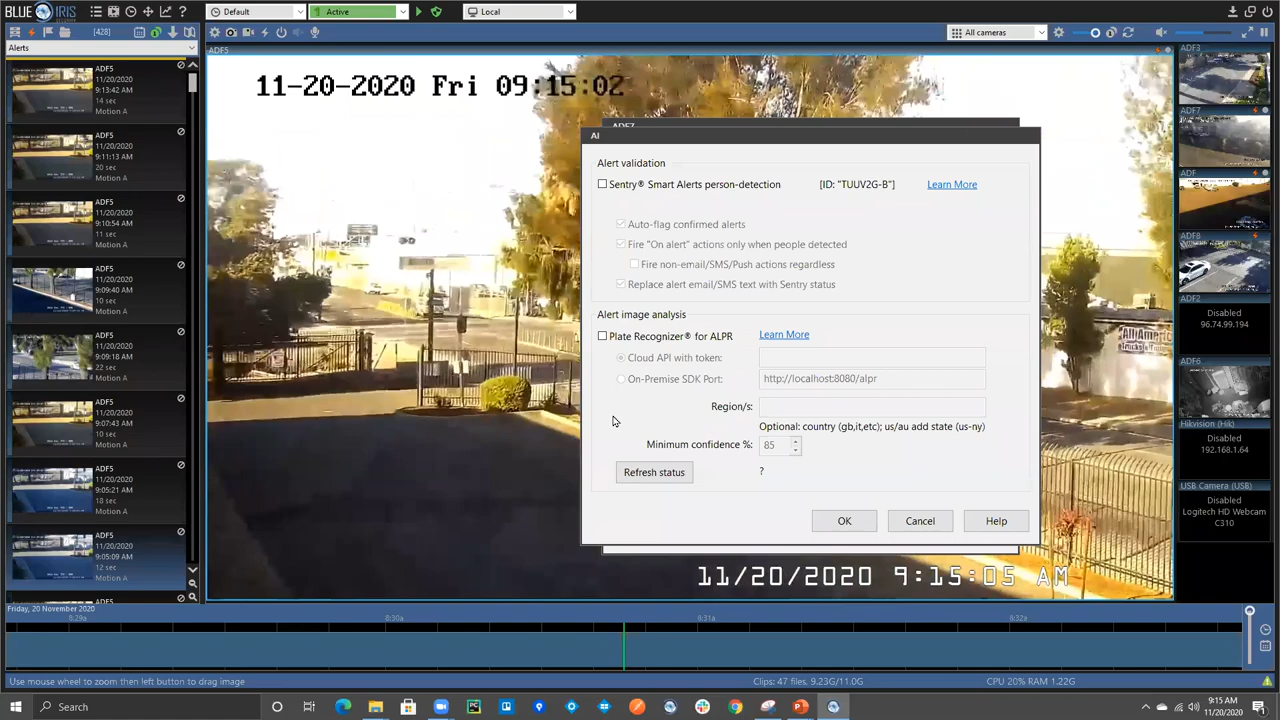 BLUE IRIS
SECURITY
Default
Active
Local
[428]
All cameras
Alerts
ADF5
11/20/2020
9:13:42 AM
14 sec
Motion A
ADF5
11/20/2020
9:11:13 AM
20 sec
Motion A
ADF5
11/20/2020
9:10:54 AM
Motion A
ADF5
11/20/2020
9:09:40 AM
10 sec
Motion A
ADF5
11/20/2020
9:09:18 AM
Motion A
ADF5
11/20/2020
9:07:43 AM
10 sec
Motion A
ADF5
11/20/2020
9:05:21 AM
18 sec
Motion A
ADF5
11/20/2020
9:05:09 AM
12 sec
Motion A
ADF5
ADF5
11-20-2020 Fri 09:15:02
ADF7
AI
Alert validation
Sentry® Smart Alerts person-detection
[ID: "TUUV2G-B"]
Learn More
Auto-flag confirmed alerts
Fire "On alert" actions only when people detected
Fire non-email/SMS/Push actions regardless
Replace alert email/SMS text with Sentry status
Alert image analysis
Plate Recognizer® for ALPR
Learn More
Cloud API with token:
On-Premise SDK Port:
http://localhost:8080/alpr
Region/s:
Optional: country (gb,it,etc); us/au add state (us-ny)
Minimum confidence %:
85
Refresh status
?
OK
Cancel
Help
11/20/2020 9:15:05 AM
ADF3
ADF7
ADF
ADF8
ADF2
Disabled
96.74.99.194
ADF6
Hikvision (Hik)
Disabled
192.168.1.64
USB Camera (USB)
Disabled
Logitech HD Webcam
C310
Friday, 20 November 2020
8:30a
8:31a
Use mouse wheel to zoom then left button to drag image
Clips: 47 files, 9.23G/11.0G
CPU 20% RAM 1.22G
Search
9:15 AM
11/20/2020